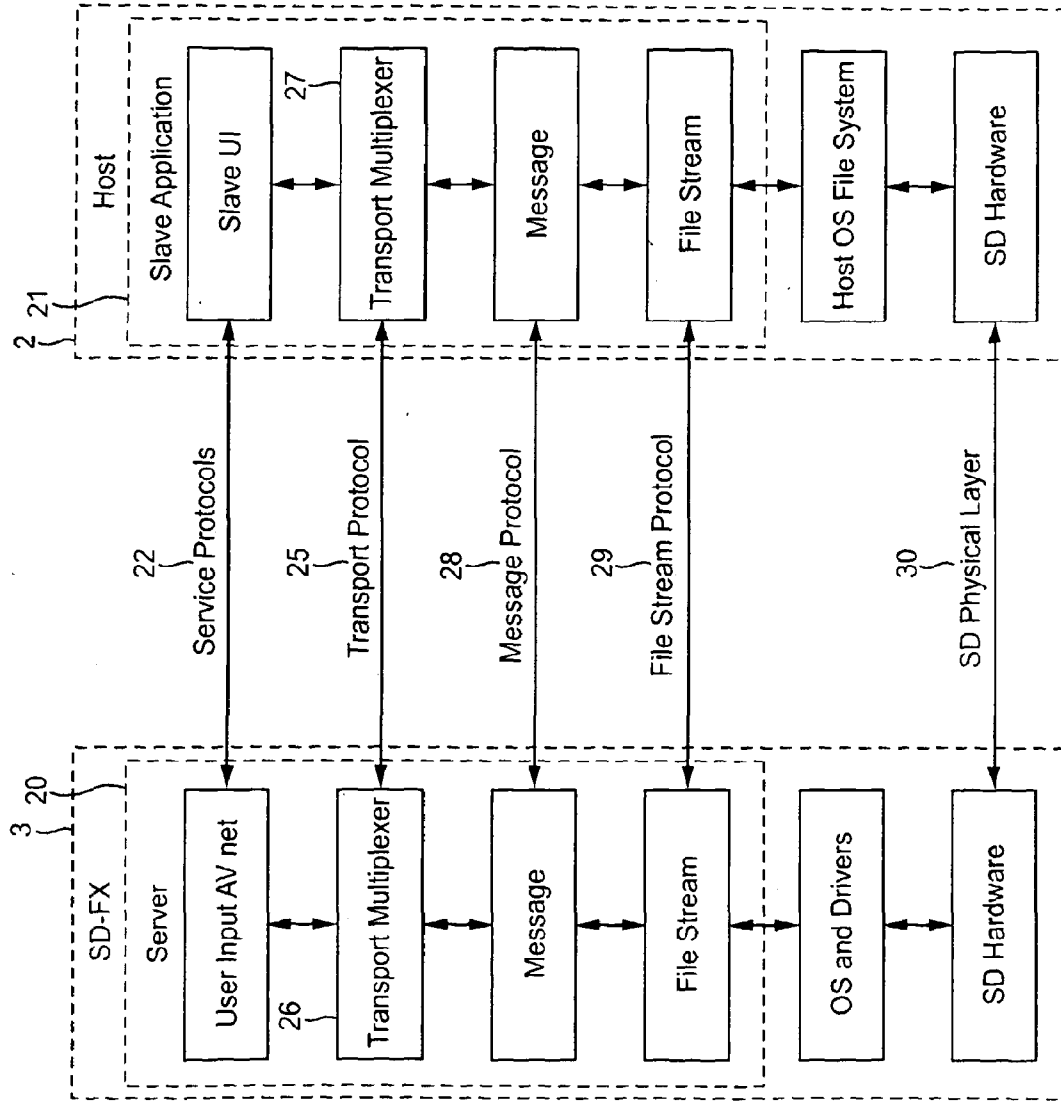 3
20
SD-FX
Server
User Input AV net
26
Transport Multiplexer
Message
File Stream
OS and Drivers
SD Hardware
22
Service Protocols
25
Transport Protocol
28
Message Protocol
29
File Stream Protocol
30
SD Physical Layer
2
21
Host
Slave Application
Slave UI
27
Transport Multiplexer
Message
File Stream
Host OS File System
SD Hardware